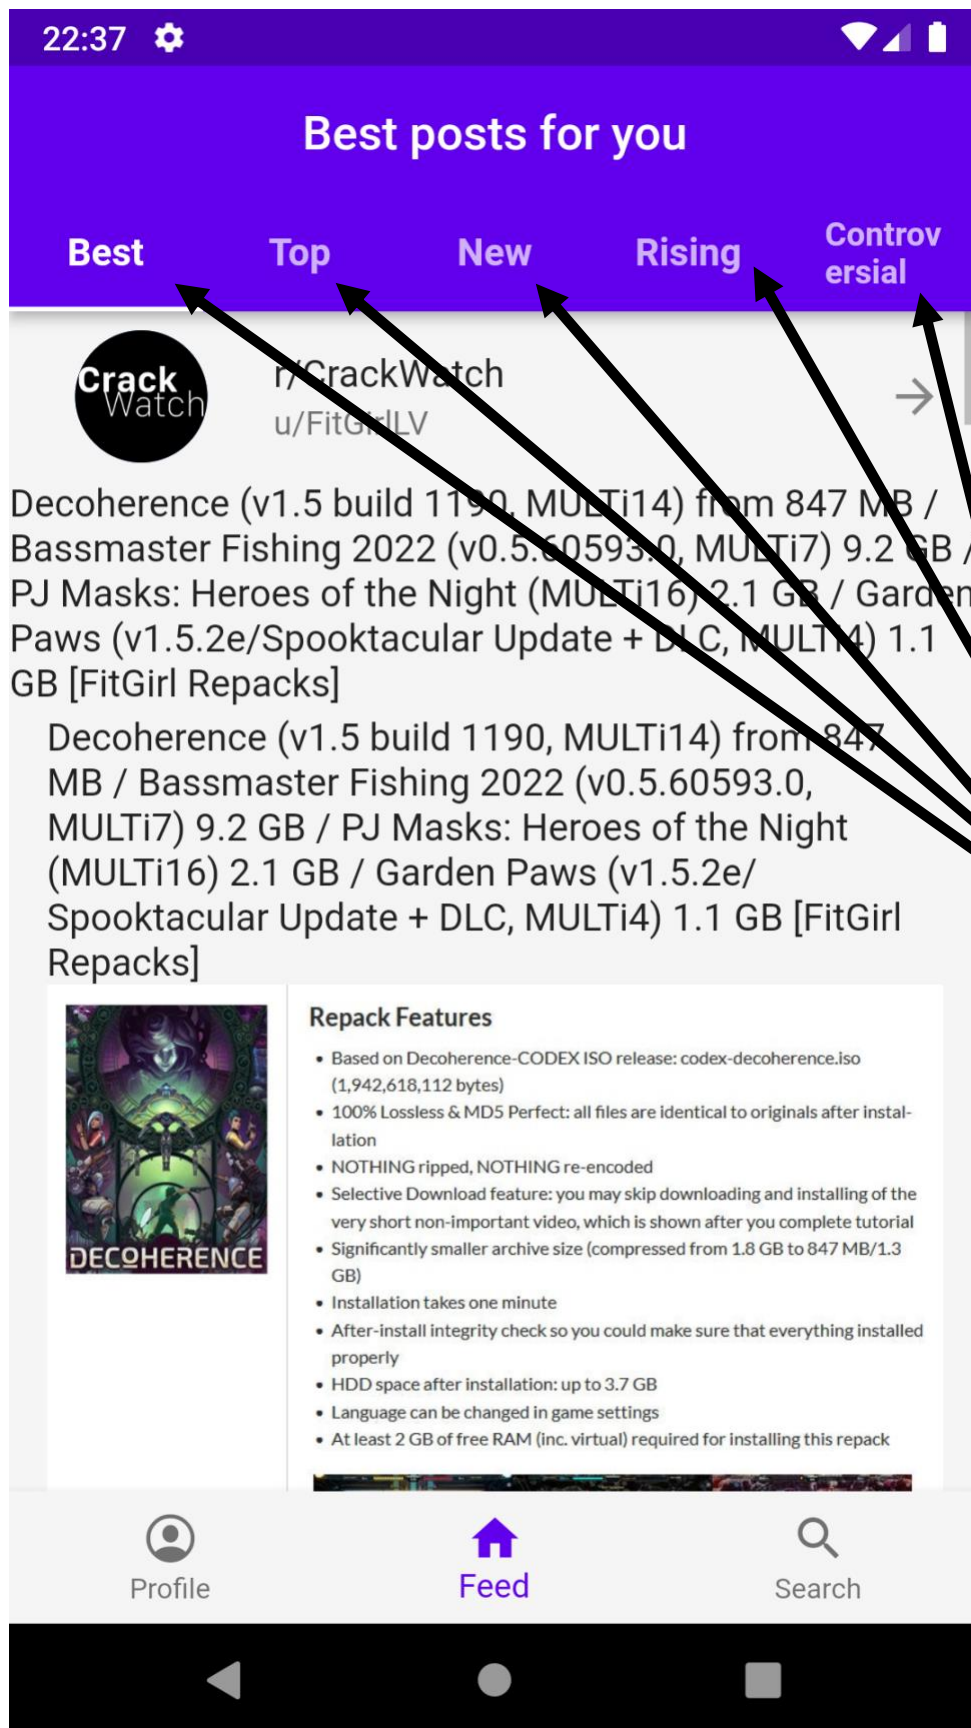 22:37
Best posts for you
Best Top New Rising Controv
ersial
Crack
Watch
r/CrackWatch
u/FitGirlLV
Decoherence (v1.5 build 1190, MULTi14) from 847 MB /
Bassmaster Fishing 2022 (v0.5.60593.0, MULTi7) 9.2 GB /
PJ Masks: Heroes of the Night (MULTi16) 2.1 GB / Garden
Paws (v1.5.2e/Spooktacular Update + DLC, MULTi4) 1.1
GB [FitGirl Repacks]
Decoherence (v1.5 build 1190, MULTi14) from 847
MB / Bassmaster Fishing 2022 (v0.5.60593.0,
MULTi7) 9.2 GB / PJ Masks: Heroes of the Night
(MULTi16) 2.1 GB / Garden Paws (v1.5.2e/
Spooktacular Update + DLC, MULTi4) 1.1 GB [FitGirl
Repacks]
DECOHERENCE
Repack Features
• Based on Decoherence-CODEX ISO release: codex-decoherence.iso
(1,942,618,112 bytes)
• 100% Lossless & MD5 Perfect: all files are identical to originals after instal-
lation
• NOTHING ripped, NOTHING re-encoded
• Selective Download feature: you may skip downloading and installing of the
very short non-important video, which is shown after you complete tutorial
• Significantly smaller archive size (compressed from 1.8 GB to 847 MB/1.3
GB)
• Installation takes one minute
• After-install integrity check so you could make sure that everything installed
properly
• HDD space after installation: up to 3.7 GB
• Language can be changed in game settings
• At least 2 GB of free RAM (inc. virtual) required for installing this repack
Profile Feed Search